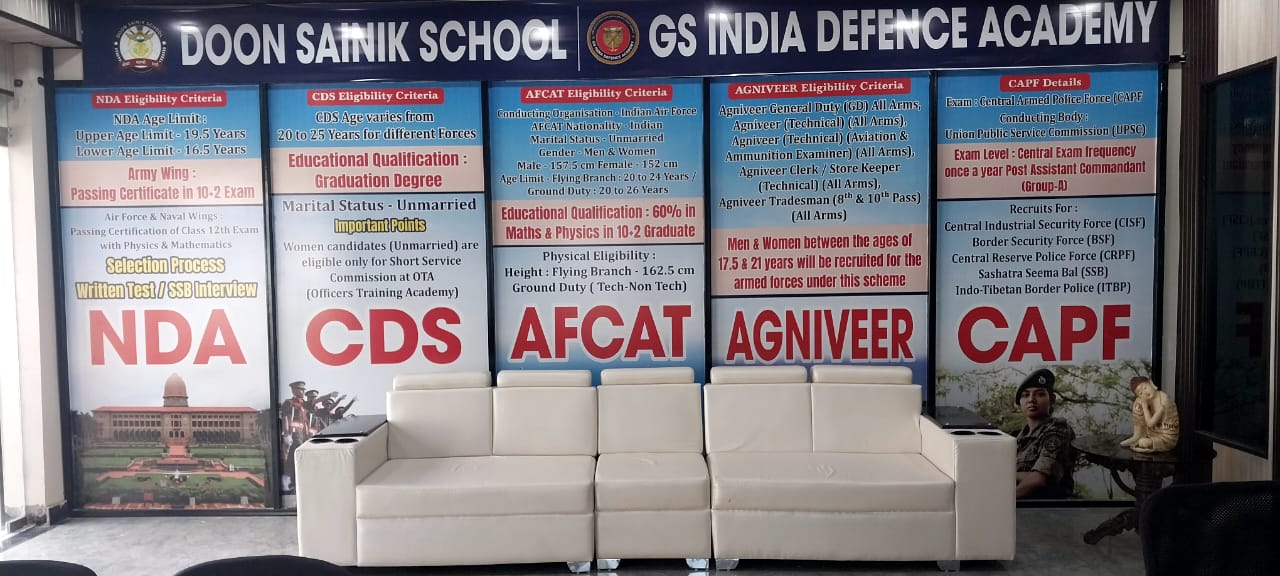 DOON SAINIK SCHOOL
GS INDIA DEFENCE ACADEMY
NDA Eligibility Criteria
NDA Age Limit :
Upper Age Limit - 19.5 Years
Lower Age Limit - 16.5 Years
Army Wing :
Passing Certificate in 10+2 Exam
Air Force & Naval Wings :
Passing Certification of Class 12th Exam
with Physics & Mathematics
Selection Process
Written Test / SSB Interview
NDA
CDS Eligibility Criteria
CDS Age varies from
20 to 25 Years for different Forces
Educational Qualification :
Graduation Degree
Marital Status - Unmarried
Important Points
Women candidates (Unmarried) are
eligible only for Short Service
Commission at OTA
(Officers Training Academy)
CDS
AFCAT Eligibility Criteria
Conducting Organisation - Indian Air Force
AFCAT Nationality - Indian
Marital Status - Unmarried
Gender - Men & Women
Male - 157.5 cm Female - 152 cm
Age Limit - Flying Branch : 20 to 24 Years /
Ground Duty : 20 to 26 Years
Educational Qualification : 60% in
Maths & Physics in 10+2 Graduate
Physical Eligibility :
Height : Flying Branch - 162.5 cm
Ground Duty ( Tech-Non Tech)
AFCAT
AGNIVEER Eligibility Criteria
Agniveer General Duty (GD) All Arms,
Agniveer (Technical) (All Arms),
Agniveer (Technical) (Aviation &
Ammunition Examiner) (All Arms),
Agniveer Clerk / Store Keeper
(Technical) (All Arms),
Agniveer Tradesman (8th & 10th Pass)
(All Arms)
Men & Women between the ages of
17.5 & 21 years will be recruited for the
armed forces under this scheme
AGNIVEER
CAPF Details
Exam : Central Armed Police Force (CAPF
Conducting Body :
Union Public Service Commission (UPSC)
Exam Level : Central Exam frequency
once a year Post Assistant Commandant
(Group-A)
Recruits For :
Central Industrial Security Force (CISF)
Border Security Force (BSF)
Central Reserve Police Force (CRPF)
Sashatra Seema Bal (SSB)
Indo-Tibetan Border Police (ITBP)
CAPF